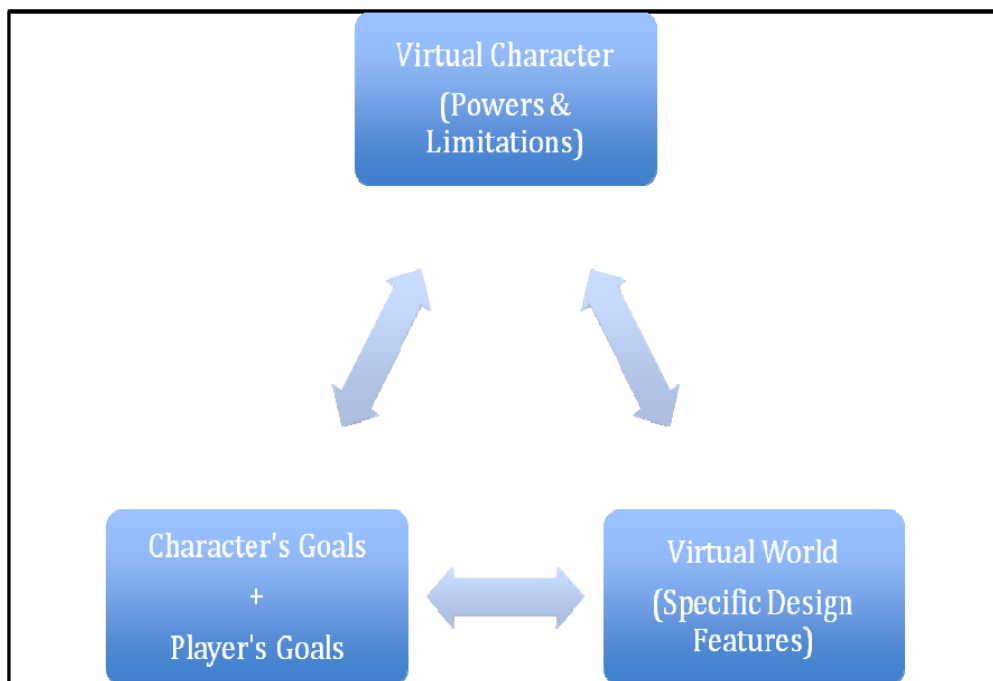 Virtual Character
(Powers &
Limitations)
Character's Goals
+
Player's Goals
Virtual World
(Specific Design
Features)